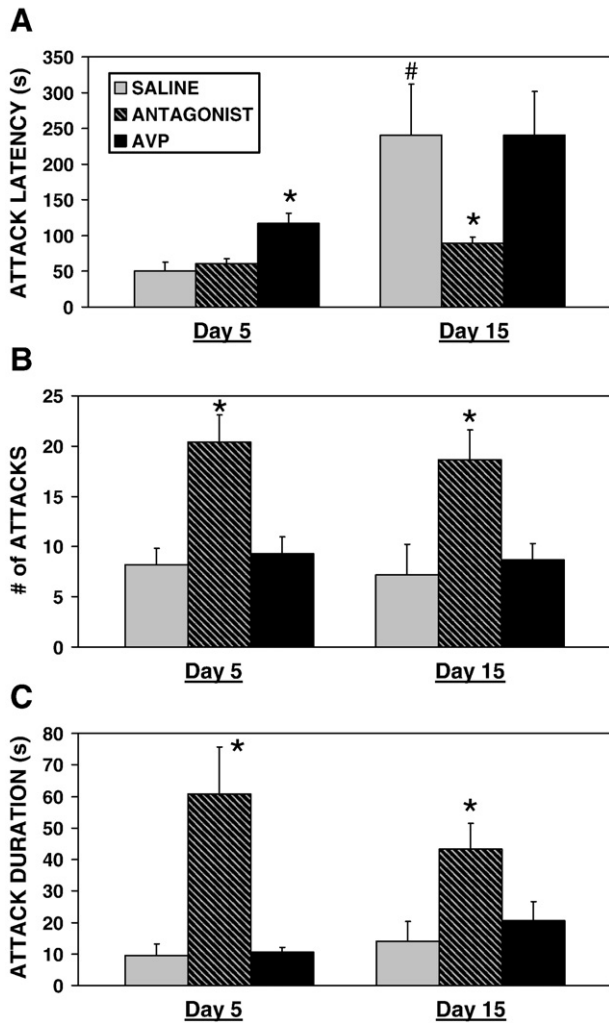 A
ATTACK LATENCY (s)
350
300
250
200
150
100
50
0
SALINE
ANTAGONIST
AVP
*
#
*
Day 5
Day 15
B
# of ATTACKS
25
20
15
10
5
0
*
*
Day 5
Day 15
C
ATTACK DURATION (s)
80
70
60
50
40
30
20
10
0
*
*
Day 5
Day 15